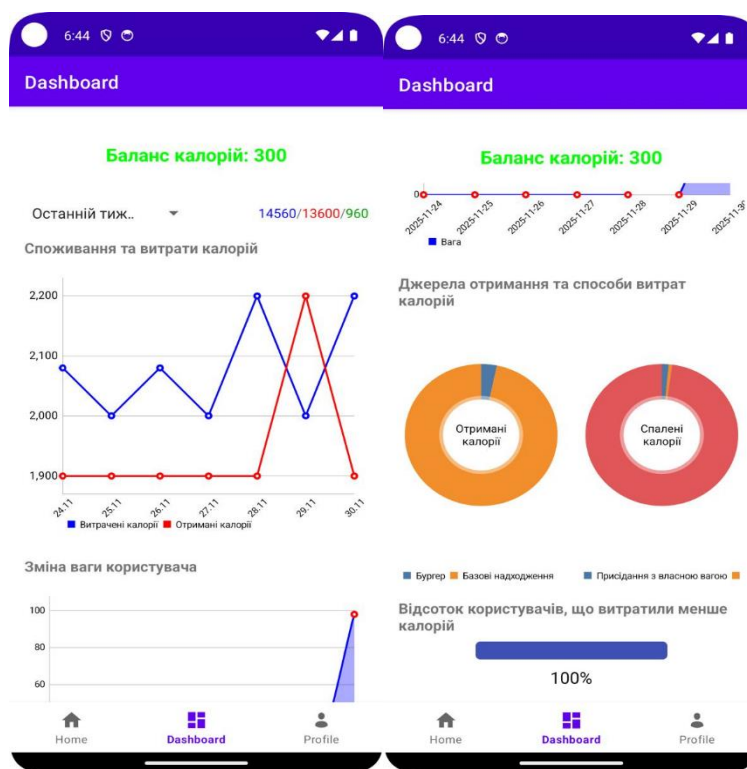 6:44
Dashboard
Баланс калорій: 300
Останній тиж..
14560/13600/960
Споживання та витрати калорій
2,200
2,100
2,000
1,900
24.11
25.11
26.11
27.11
28.11
29.11
30.11
Витрачені калорії
Отримані калорії
Зміна ваги користувача
100
80
60
Home
Dashboard
Profile
6:44
Dashboard
Баланс калорій: 300
0
2025-11-24
2025-11-25
2025-11-26
2025-11-27
2025-11-28
2025-11-29
2025-11-30
Вага
Джерела отримання та способи витрат
калорій
Отримані
калорії
Спалені
калорії
Бургер
Базові надходження
Присідання з власною вагою
Відсоток користувачів, що витратили менше
калорій
100%
Home
Dashboard
Profile